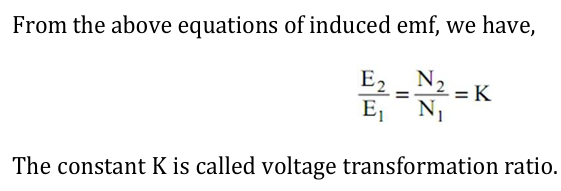 From the above equations of induced emf, we have,
E₂/E₁ = N₂/N₁ = K
The constant K is called voltage transformation ratio.